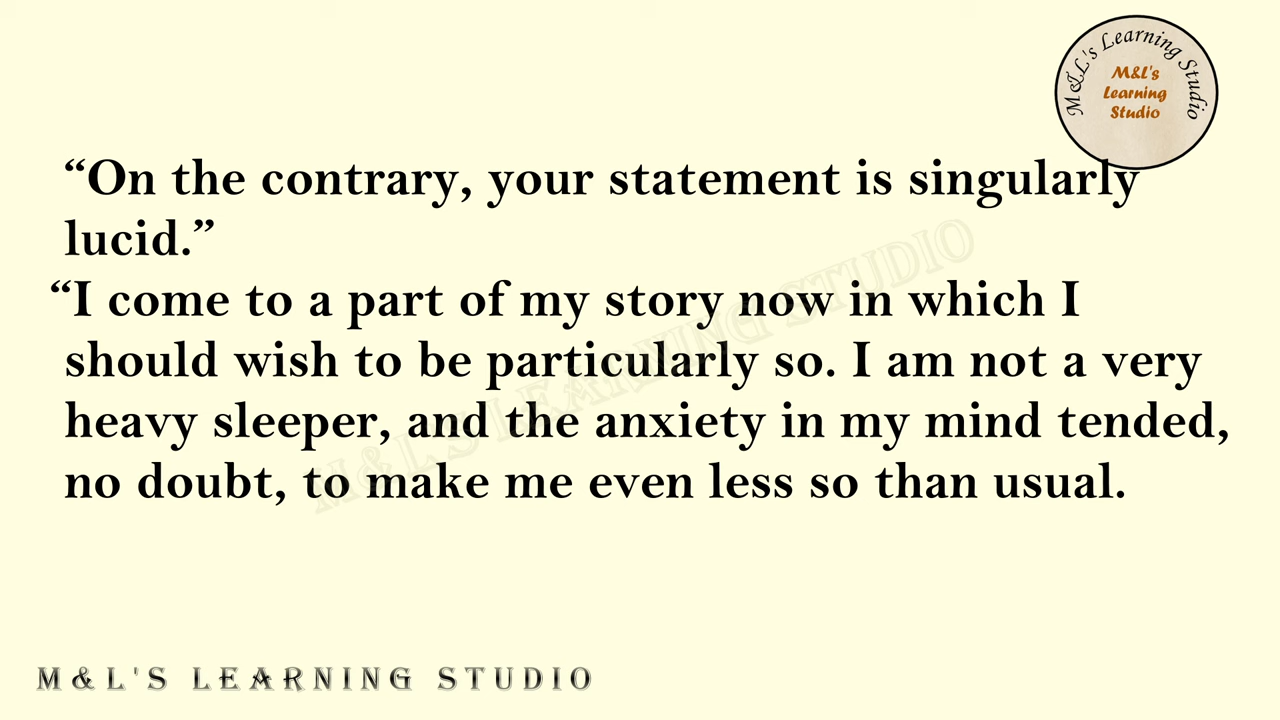 M&L's Learning Studio
M&L's
Learning
Studio
“On the contrary, your statement is singularly
lucid.”
“I come to a part of my story now in which I
should wish to be particularly so. I am not a very
heavy sleeper, and the anxiety in my mind tended,
no doubt, to make me even less so than usual.
M&L'S LEARNING STUDIO
M&L'S LEARNING STUDIO